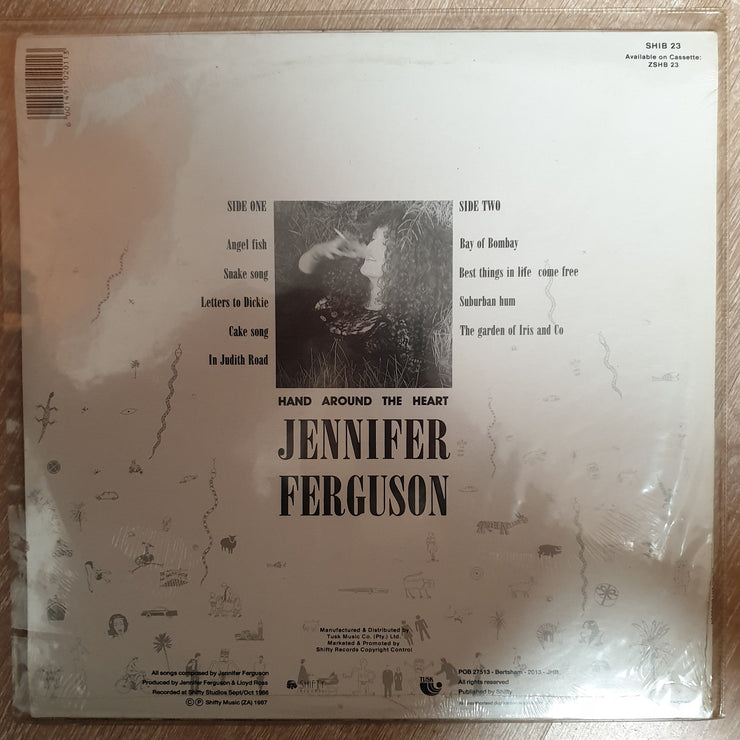 SHIB 23
Available on Cassette:
ZSHB 23
6 001491 020113
SIDE ONE
Angel fish
Snake song
Letters to Dickie
Cake song
In Judith Road
SIDE TWO
Bay of Bombay
Best things in life come free
Suburban hum
The garden of Iris and Co
HAND AROUND THE HEART
JENNIFER
FERGUSON
Manufactured & Distributed by
Tusk Music Co. (Pty.) Ltd.
Marketed & Promoted by
Shifty Records Copyright Control
All songs composed by Jennifer Ferguson
Produced by Jennifer Ferguson & Lloyd Ross
Recorded at Shifty Studios Sept/Oct 1986
© ℗ Shifty Music (ZA) 1987
SHIFTY
TUSK
POB 27513 - Bertsham - 2013 - JHB.
All rights reserved
Published by Shifty